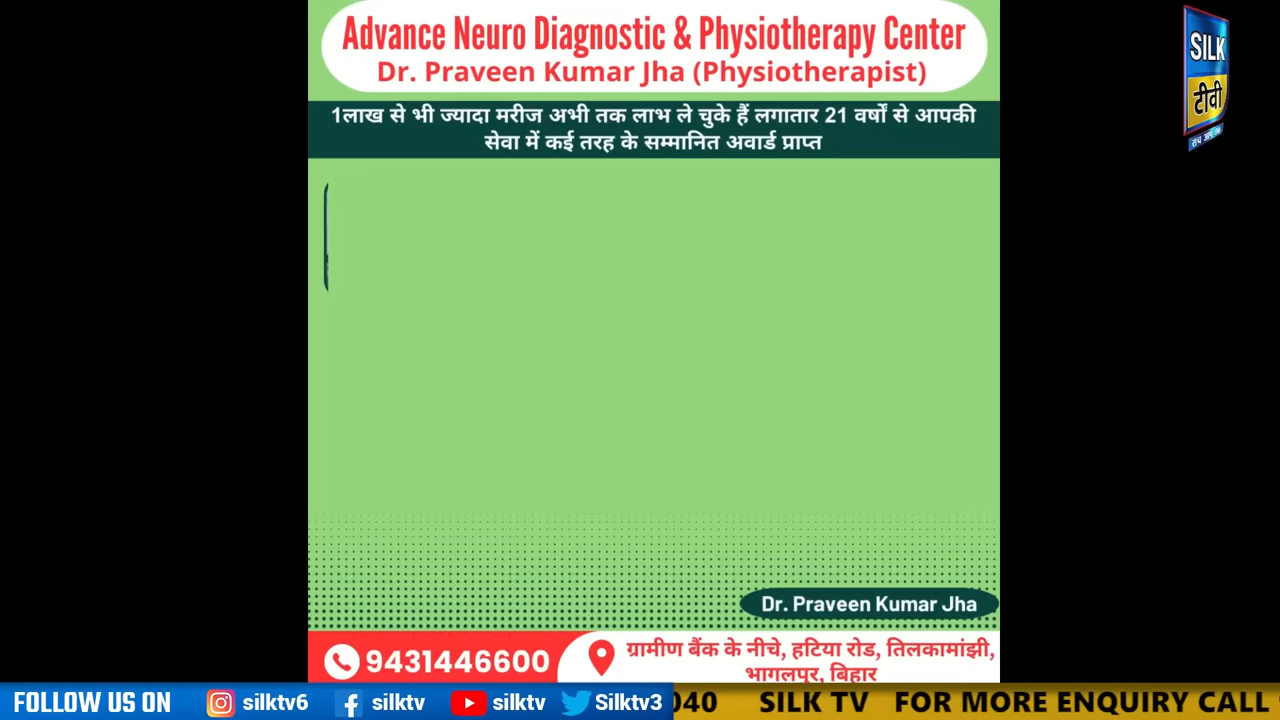 Advance Neuro Diagnostic & Physiotherapy Center
Dr. Praveen Kumar Jha (Physiotherapist)
1लाख से भी ज्यादा मरीज अभी तक लाभ ले चुके हैं लगातार 21 वर्षों से आपकी
सेवा में कई तरह के सम्मानित अवार्ड प्राप्त
SILK
टीवी
Dr. Praveen Kumar Jha
9431446600
ग्रामीण बैंक के नीचे, हटिया रोड, तिलकामांझी,
भागलपुर, बिहार
FOLLOW US ON silktv6 silktv silktv Silktv3 040 SILK TV FOR MORE ENQUIRY CALL